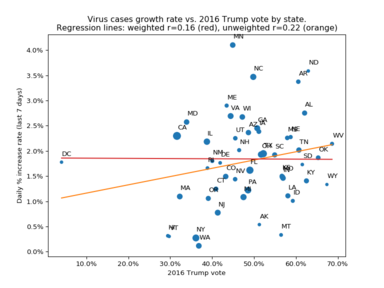 Virus cases growth rate vs. 2016 Trump vote by state.
Regression lines: weighted r=0.16 (red), unweighted r=0.22 (orange)
MN
4.0%
ND
NC
3.5%
AR
ME
3.0%
AL
MD
VA
WI
GA
2.5%
CA
AZ
UT
WV
IL
NH
TN
OK
2.0%
NM
DE
SC
DC
FL
SD
CO
NV
PA
KY
WY
1.5%
MA
LA
ID
1.0%
NJ
AK
NY
MT
0.5%
WA
0.0%
10.0%
20.0%
30.0%
40.0%
50.0%
60.0%
70.0%
2016 Trump vote
Daily % increase rate (last 7 days)